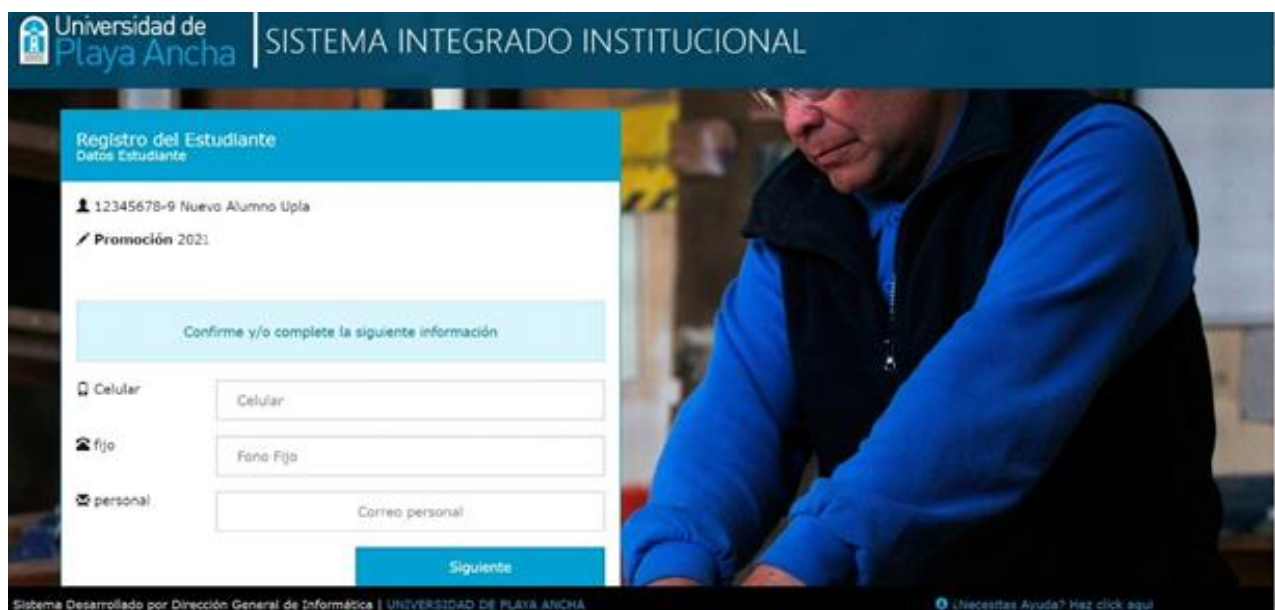 Universidad de
Playa Ancha
SISTEMA INTEGRADO INSTITUCIONAL
Registro del Estudiante
Datos Estudiante
12345678-9 Nuevo Alumno Upla
Promoción 2021
Confirme y/o complete la siguiente información
Celular
Celular
fijo
Fono Fijo
personal
Correo personal
Siguiente
Sistema Desarrollado por Dirección General de Informática | UNIVERSIDAD DE PLAYA ANCHA
¿Necesitas Ayuda? Haz click aquí